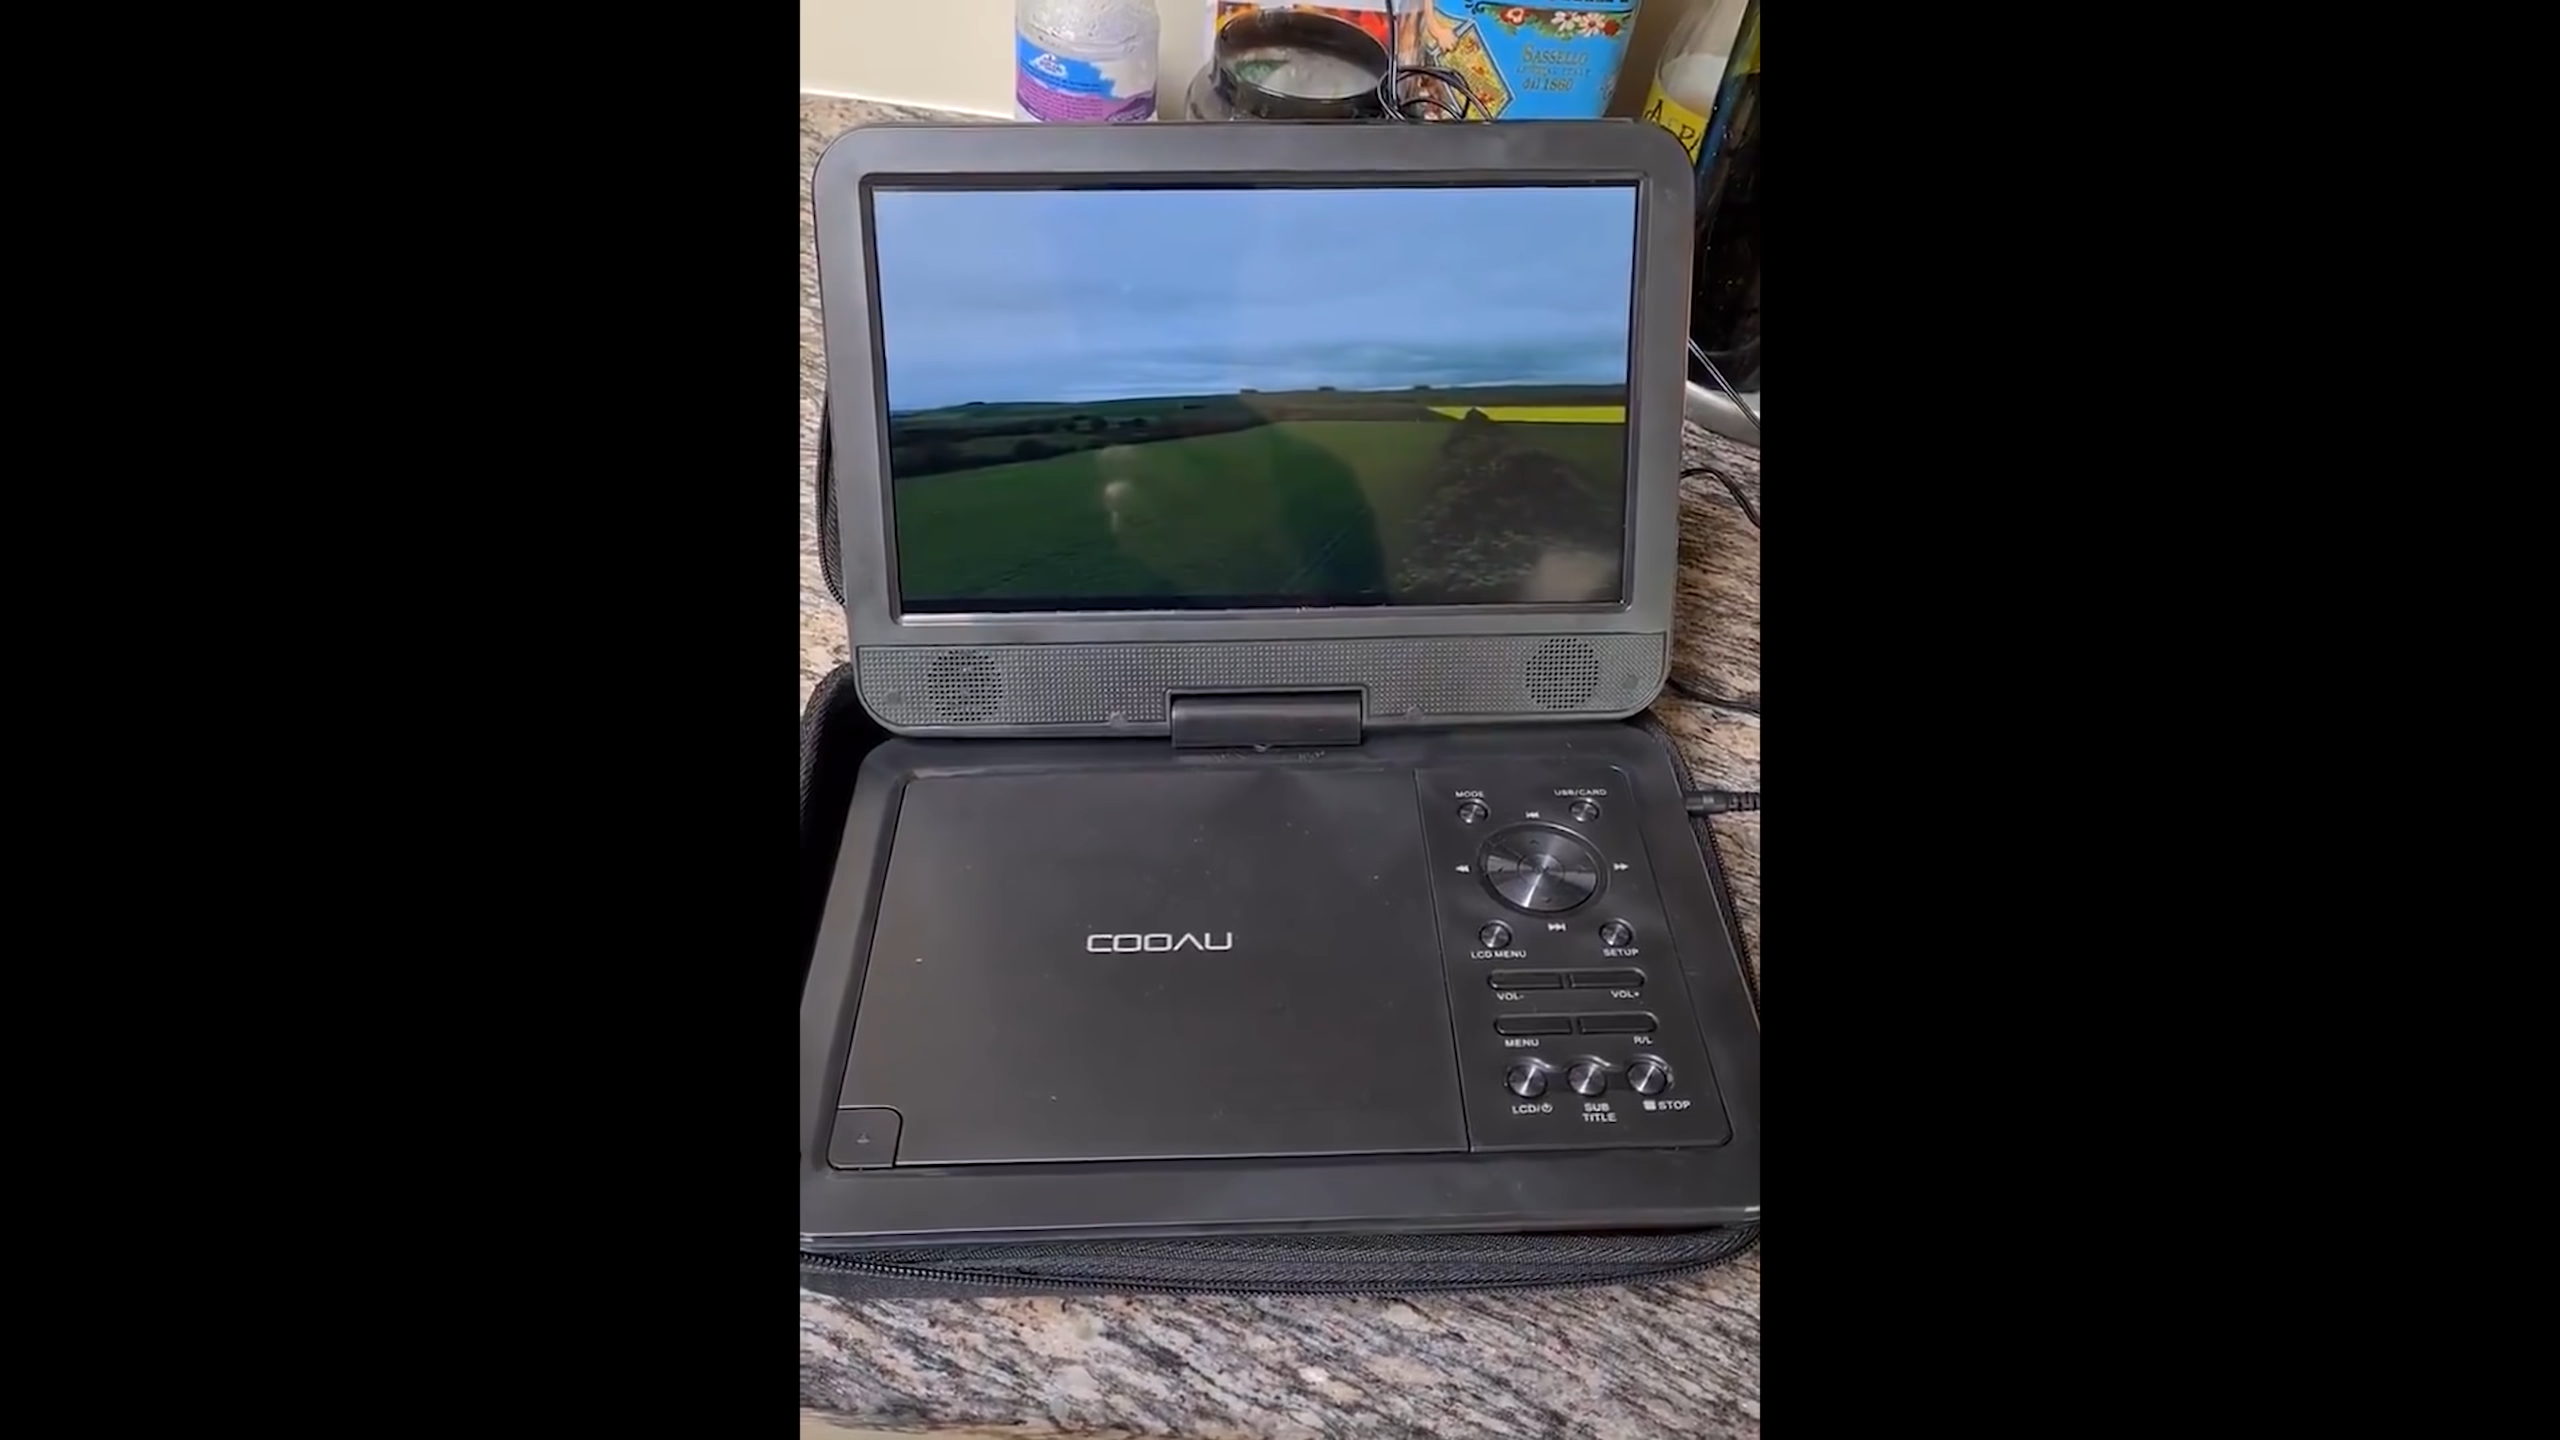 SASSELLO
dal 1860
MODE
USB/CARD
COOAU
LCD MENU
SETUP
VOL-
VOL+
MENU
R/L
LCD/
SUB
TITLE
STOP